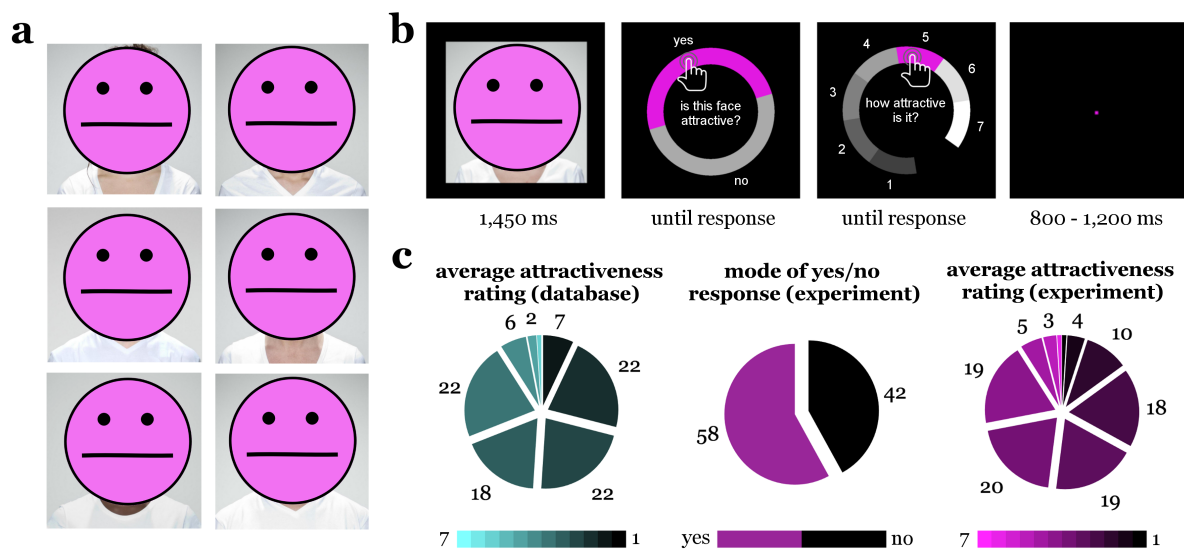 a
b
yes
is this face
attractive?
no
1,450 ms
until response
4
5
6
3
how attractive
is it?
7
2
1
until response
800 - 1,200 ms
c
average attractiveness
rating (database)
6
2
7
22
22
22
18
7
1
mode of yes/no
response (experiment)
58
42
yes
no
average attractiveness
rating (experiment)
5
3
4
10
19
18
20
19
7
1